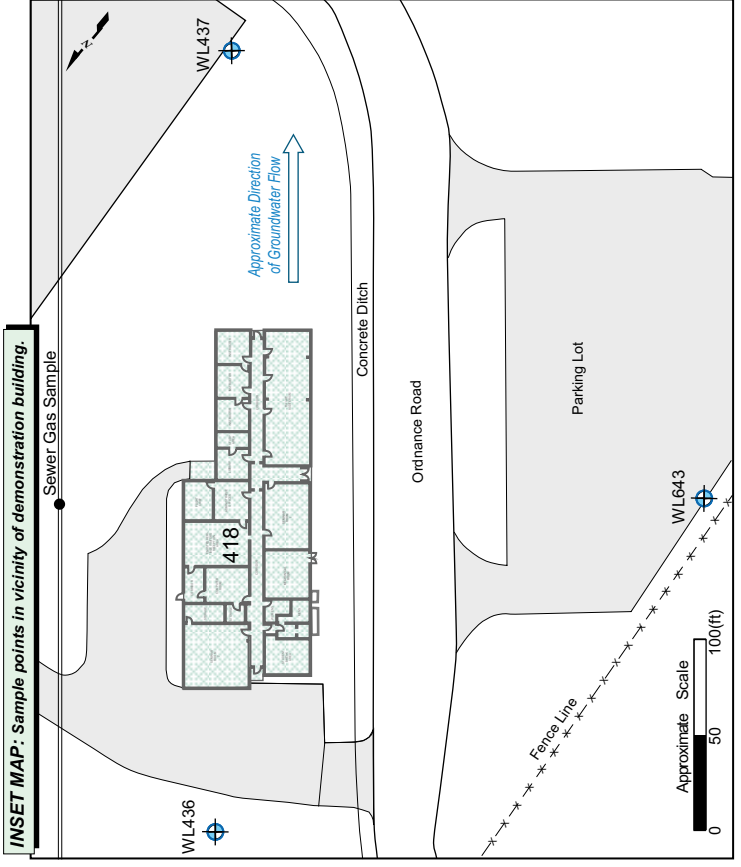 INSET MAP: Sample points in vicinity of demonstration building.
Sewer Gas Sample
N
WL437
Approximate Direction
of Groundwater Flow
418
WL436
Concrete Ditch
Ordnance Road
Parking Lot
WL643
Fence Line
Approximate Scale
0 50 100(ft)